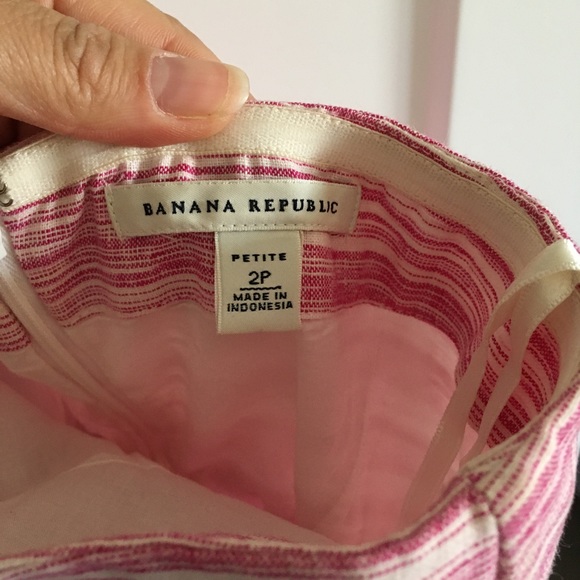 BANANA REPUBLIC
PETITE
2P
MADE IN
INDONESIA